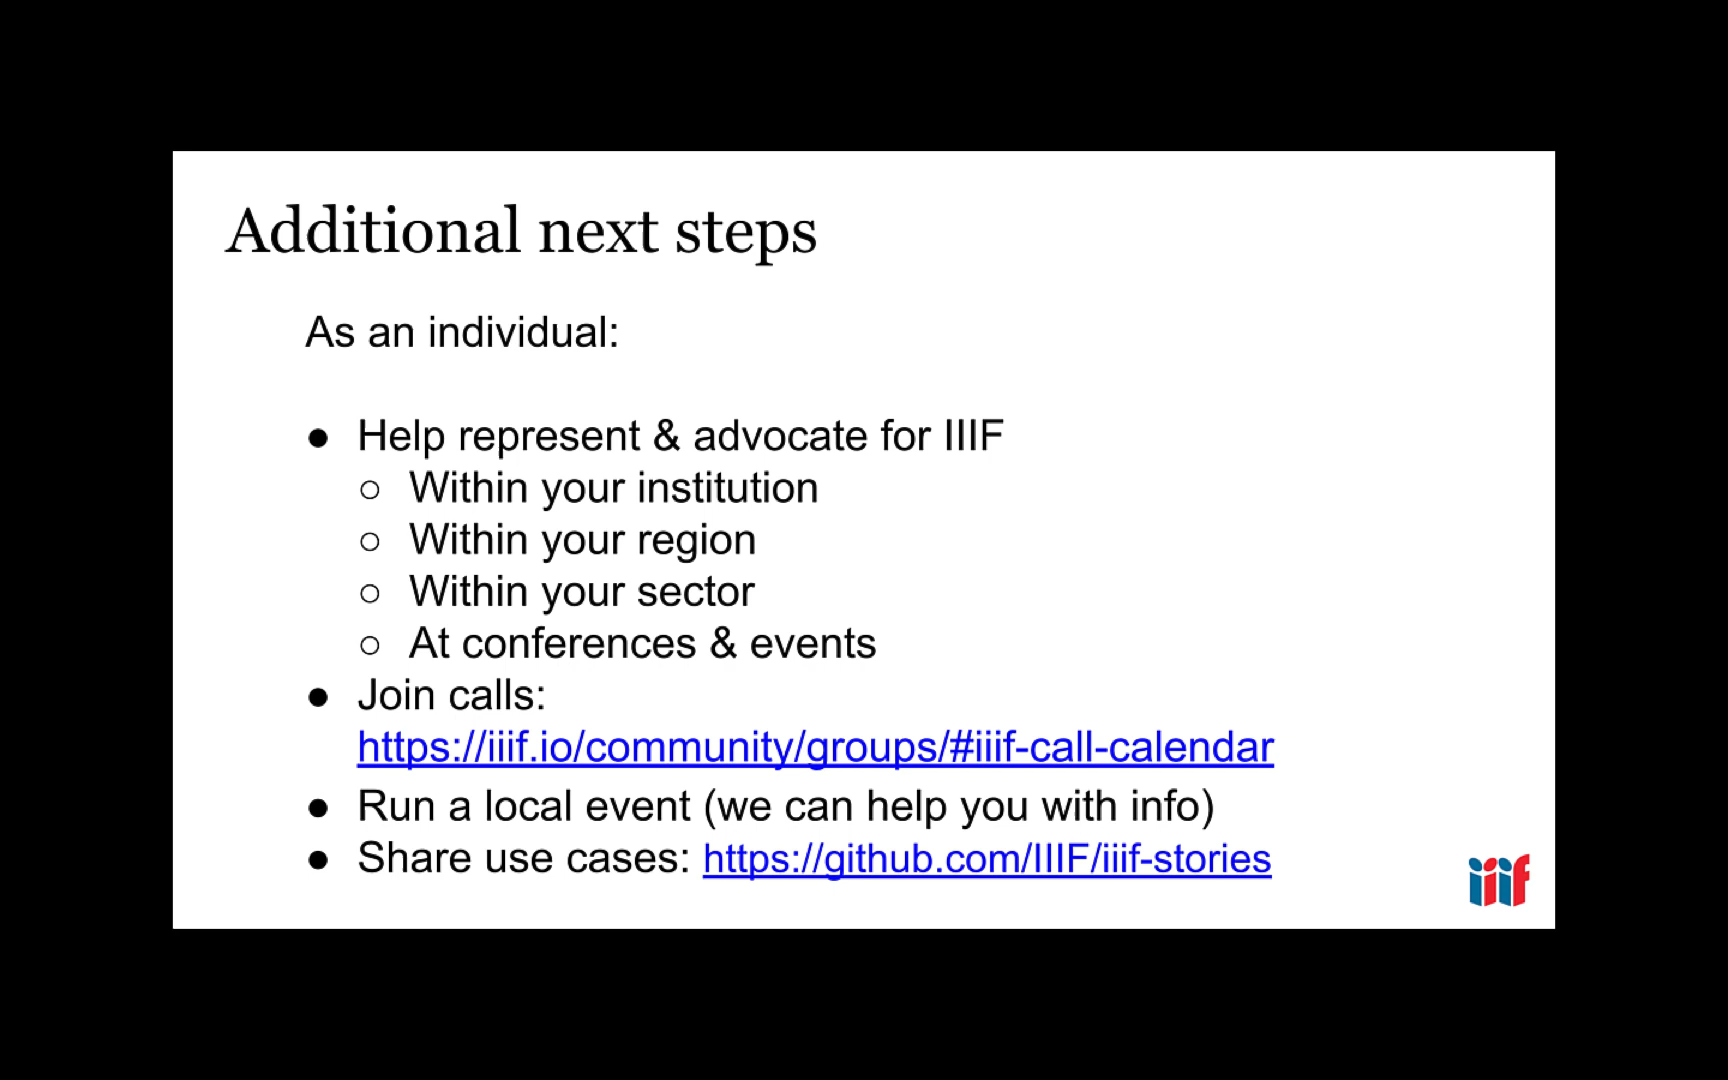 Additional next steps
As an individual:
● Help represent & advocate for IIIF
○ Within your institution
○ Within your region
○ Within your sector
○ At conferences & events
● Join calls:
https://iiif.io/community/groups/#iiif-call-calendar
● Run a local event (we can help you with info)
● Share use cases: https://github.com/IIIF/iiif-stories
iiif